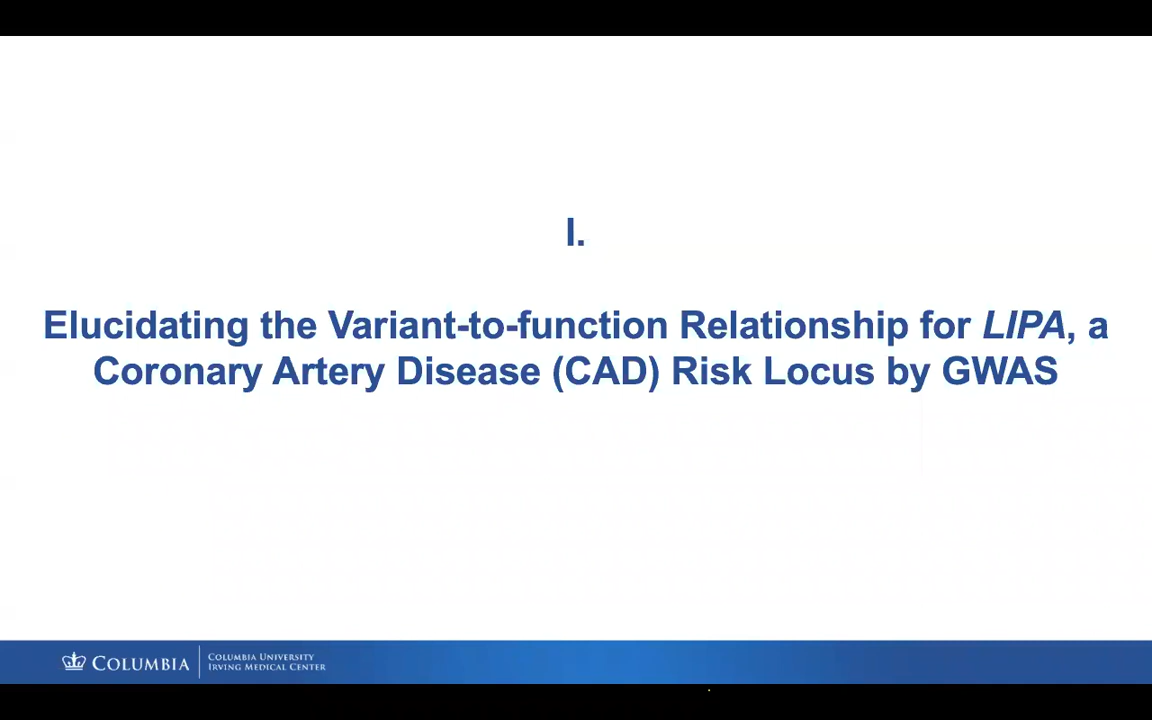 I.
Elucidating the Variant-to-function Relationship for LIPA, a
Coronary Artery Disease (CAD) Risk Locus by GWAS
COLUMBIA
COLUMBIA UNIVERSITY
IRVING MEDICAL CENTER